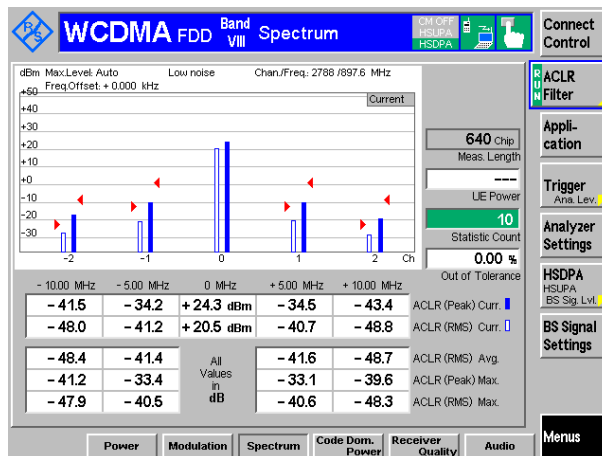 R S
WCDMA FDD Band VIII Spectrum
CM OFF
HSUPA
HSDPA
Connect Control
dBm Max.Level: Auto Low noise Chan./Freq.: 2788 /897.6 MHz
Freq.Offset: + 0.000 kHz
Current
+50
+40
+30
+20
+10
+0
-10
-20
-30
-2 -1 0 1 2 Ch
640 Chip
Meas. Length
---
UE Power
10
Statistic Count
0.00 %
Out of Tolerance
- 10.00 MHz - 5.00 MHz 0 MHz + 5.00 MHz + 10.00 MHz
- 41.5 - 34.2 + 24.3 dBm - 34.5 - 43.4 ACLR (Peak) Curr.
- 48.0 - 41.2 + 20.5 dBm - 40.7 - 48.8 ACLR (RMS) Curr.
- 48.4 - 41.4 - 41.6 - 48.7 ACLR (RMS) Avg.
- 41.2 - 33.4 - 33.1 - 39.6 ACLR (Peak) Max.
- 47.9 - 40.5 - 40.6 - 48.3 ACLR (RMS) Max.
All
Values
in
dB
RUN
ACLR
Filter
Appli-
cation
Trigger
Ana. Lev.
Analyzer
Settings
HSDPA
HSUPA
BS Sig. Lvl.
BS Signal
Settings
Menus
Power Modulation Spectrum Code Dom. Power Receiver Quality Audio